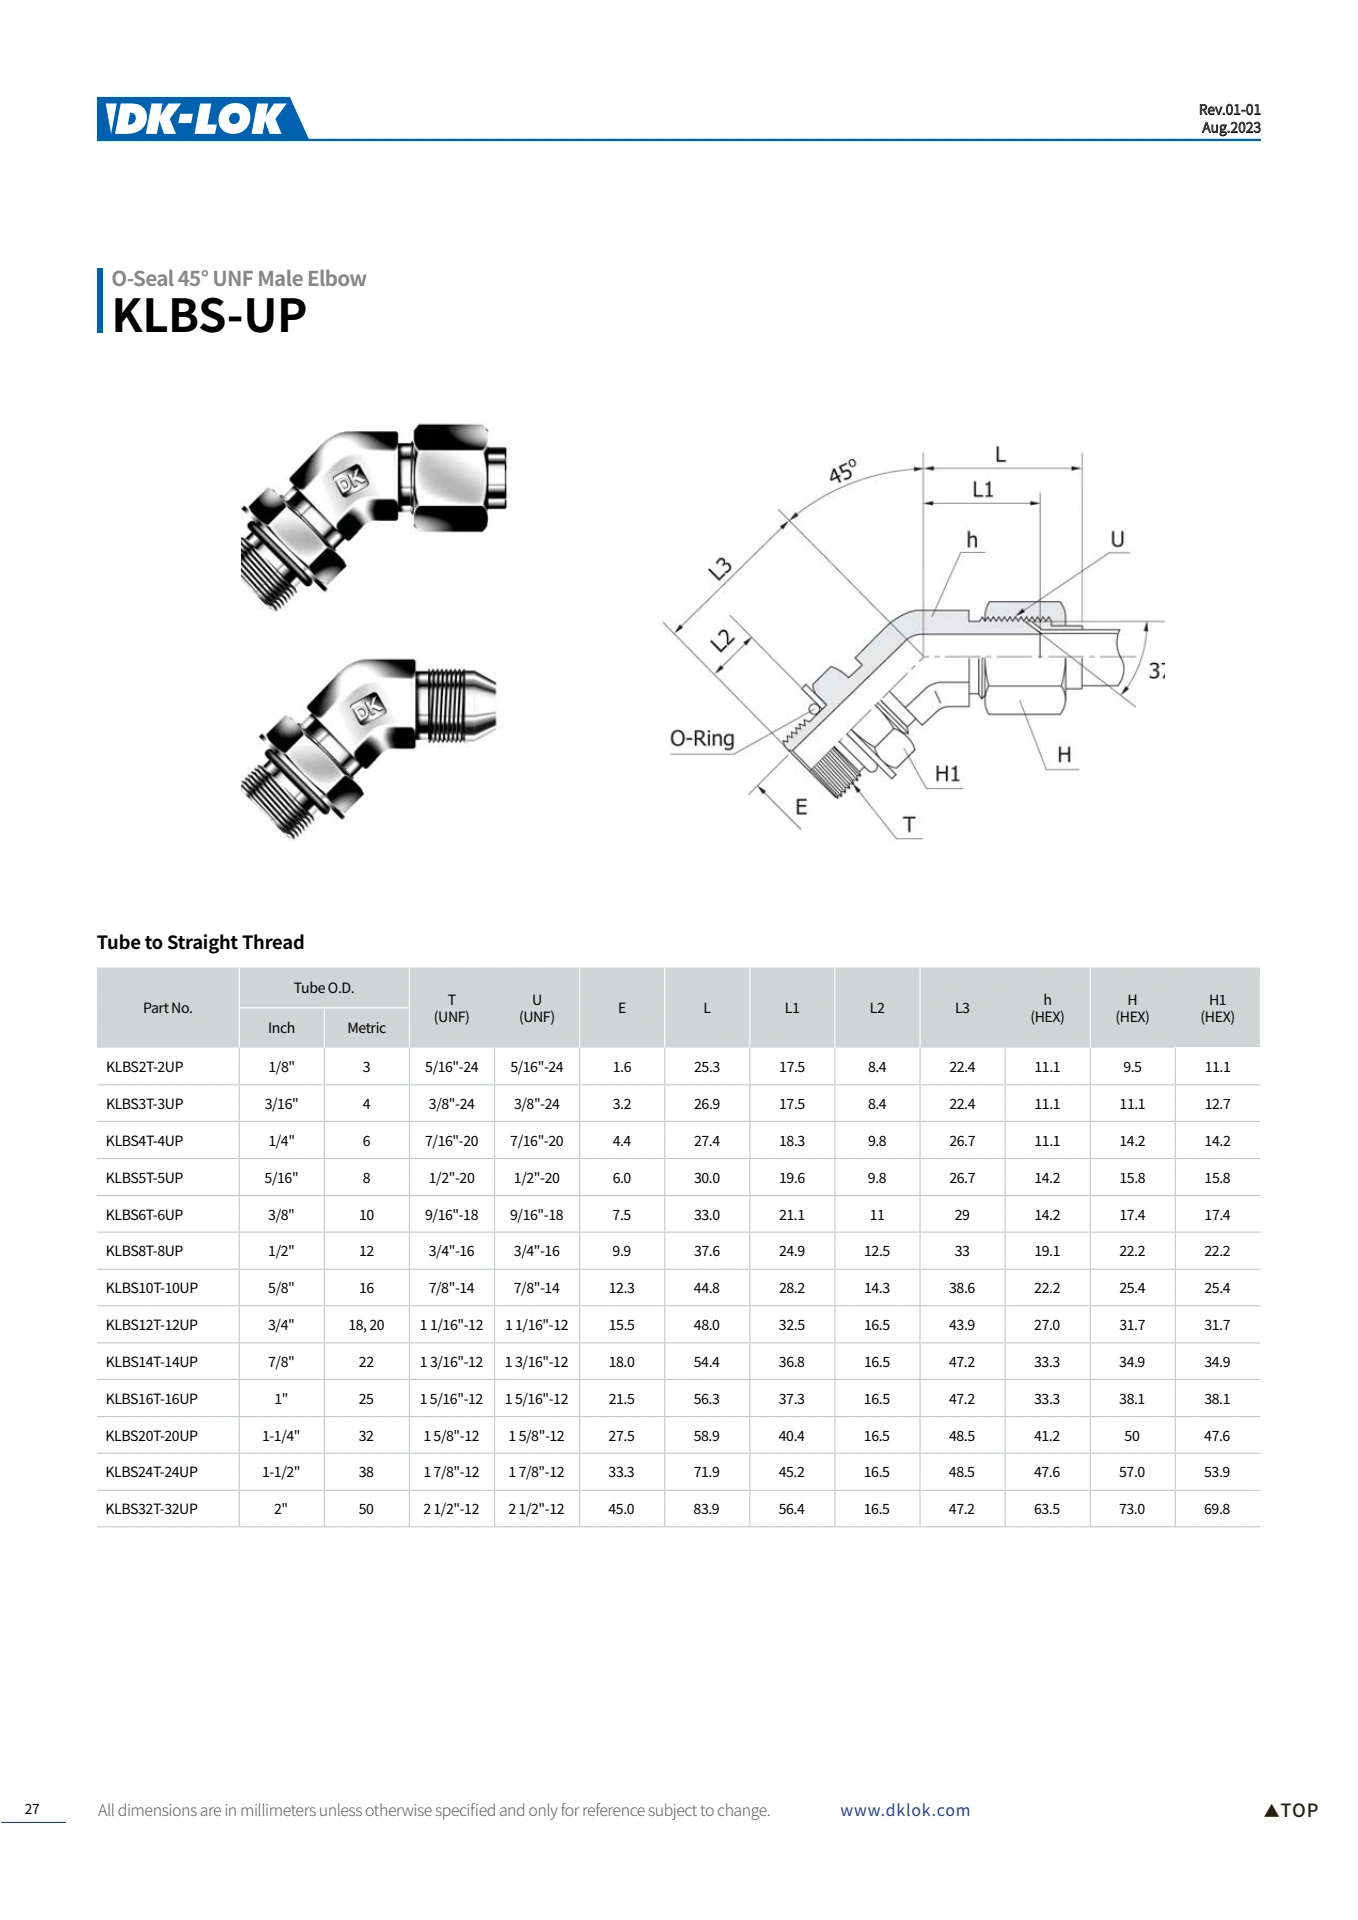 DK-LOK
Rev.01-01
Aug.2023
O-Seal 45° UNF Male Elbow
KLBS-UP
DK
DK
45°
L
L1
h
U
L3
L2
37
O-Ring
H
H1
E
T
Tube to Straight Thread
Part No. Tube O.D. T (UNF) U (UNF) E L L1 L2 L3 h (HEX) H (HEX) H1 (HEX)
Inch Metric
KLBS2T-2UP 1/8" 3 5/16"-24 5/16"-24 1.6 25.3 17.5 8.4 22.4 11.1 9.5 11.1
KLBS3T-3UP 3/16" 4 3/8"-24 3/8"-24 3.2 26.9 17.5 8.4 22.4 11.1 11.1 12.7
KLBS4T-4UP 1/4" 6 7/16"-20 7/16"-20 4.4 27.4 18.3 9.8 26.7 11.1 14.2 14.2
KLBS5T-5UP 5/16" 8 1/2"-20 1/2"-20 6.0 30.0 19.6 9.8 26.7 14.2 15.8 15.8
KLBS6T-6UP 3/8" 10 9/16"-18 9/16"-18 7.5 33.0 21.1 11 29 14.2 17.4 17.4
KLBS8T-8UP 1/2" 12 3/4"-16 3/4"-16 9.9 37.6 24.9 12.5 33 19.1 22.2 22.2
KLBS10T-10UP 5/8" 16 7/8"-14 7/8"-14 12.3 44.8 28.2 14.3 38.6 22.2 25.4 25.4
KLBS12T-12UP 3/4" 18, 20 1 1/16"-12 1 1/16"-12 15.5 48.0 32.5 16.5 43.9 27.0 31.7 31.7
KLBS14T-14UP 7/8" 22 1 3/16"-12 1 3/16"-12 18.0 54.4 36.8 16.5 47.2 33.3 34.9 34.9
KLBS16T-16UP 1" 25 1 5/16"-12 1 5/16"-12 21.5 56.3 37.3 16.5 47.2 33.3 38.1 38.1
KLBS20T-20UP 1-1/4" 32 1 5/8"-12 1 5/8"-12 27.5 58.9 40.4 16.5 48.5 41.2 50 47.6
KLBS24T-24UP 1-1/2" 38 1 7/8"-12 1 7/8"-12 33.3 71.9 45.2 16.5 48.5 47.6 57.0 53.9
KLBS32T-32UP 2" 50 2 1/2"-12 2 1/2"-12 45.0 83.9 56.4 16.5 47.2 63.5 73.0 69.8
27 All dimensions are in millimeters unless otherwise specified and only for reference subject to change. www.dklok.com ▲TOP